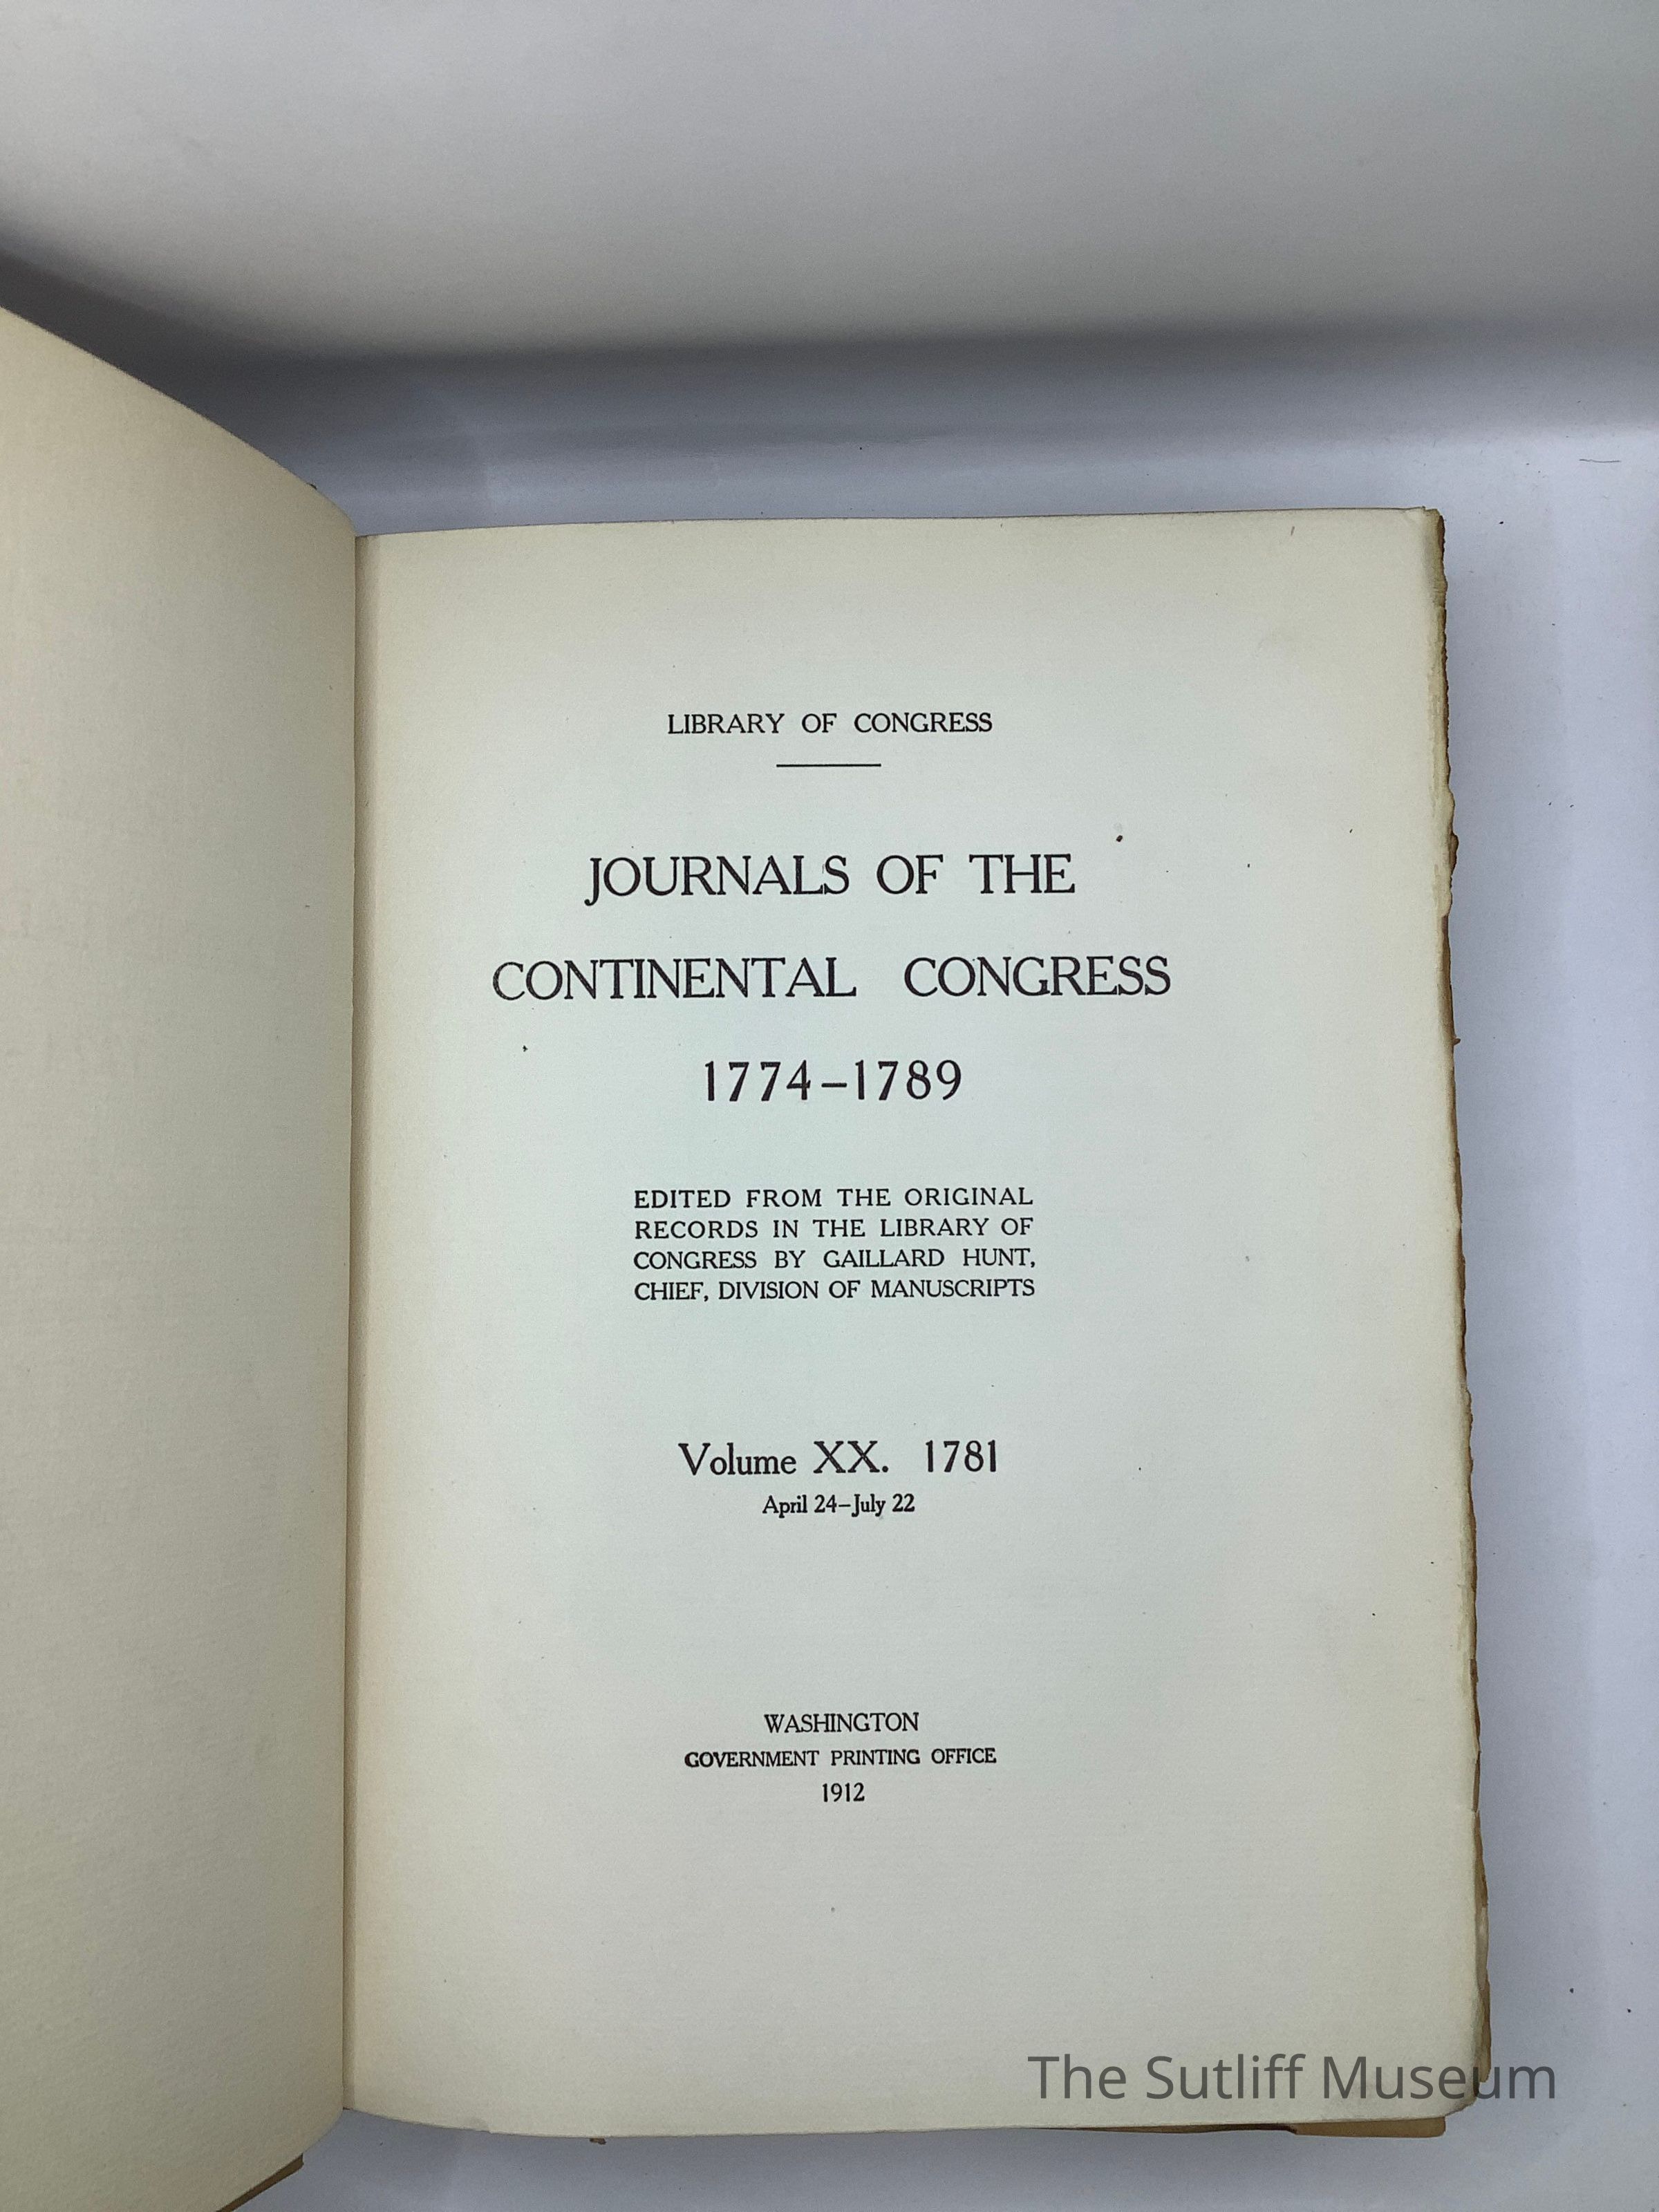 LIBRARY OF CONGRESS
JOURNALS OF THE
CONTINENTAL CONGRESS
1774–1789
EDITED FROM THE ORIGINAL
RECORDS IN THE LIBRARY OF
CONGRESS BY GAILLARD HUNT,
CHIEF, DIVISION OF MANUSCRIPTS
Volume XX. 1781
April 24–July 22
WASHINGTON
GOVERNMENT PRINTING OFFICE
1912
The Sutliff Museum